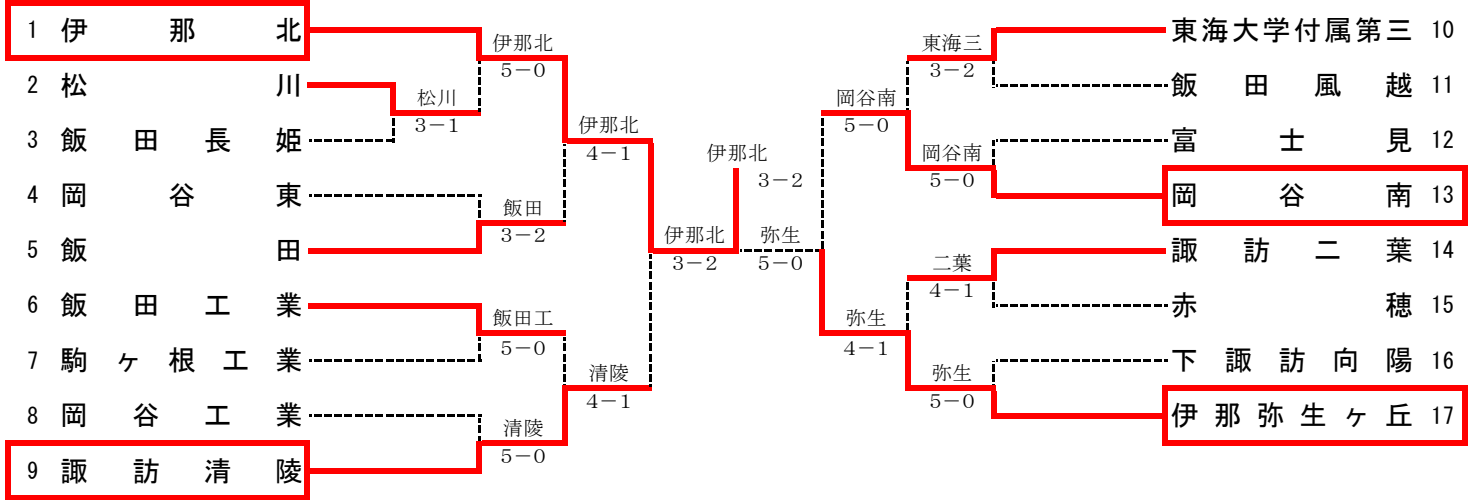 1 伊那北
2 松川
3 飯田長姫
4 岡谷東
5 飯田
6 飯田工業
7 駒ヶ根工業
8 岡谷工業
9 諏訪清陵
松川
3−1
伊那北
5−0
飯田
3−2
飯田工
5−0
清陵
5−0
伊那北
4−1
清陵
4−1
伊那北
3−2
伊那北
3−2
弥生
5−0
岡谷南
5−0
弥生
4−1
東海三
3−2
岡谷南
5−0
二葉
4−1
弥生
5−0
東海大学付属第三 10
飯田風越 11
富士見 12
岡谷南 13
諏訪二葉 14
赤穂 15
下諏訪向陽 16
伊那弥生ヶ丘 17